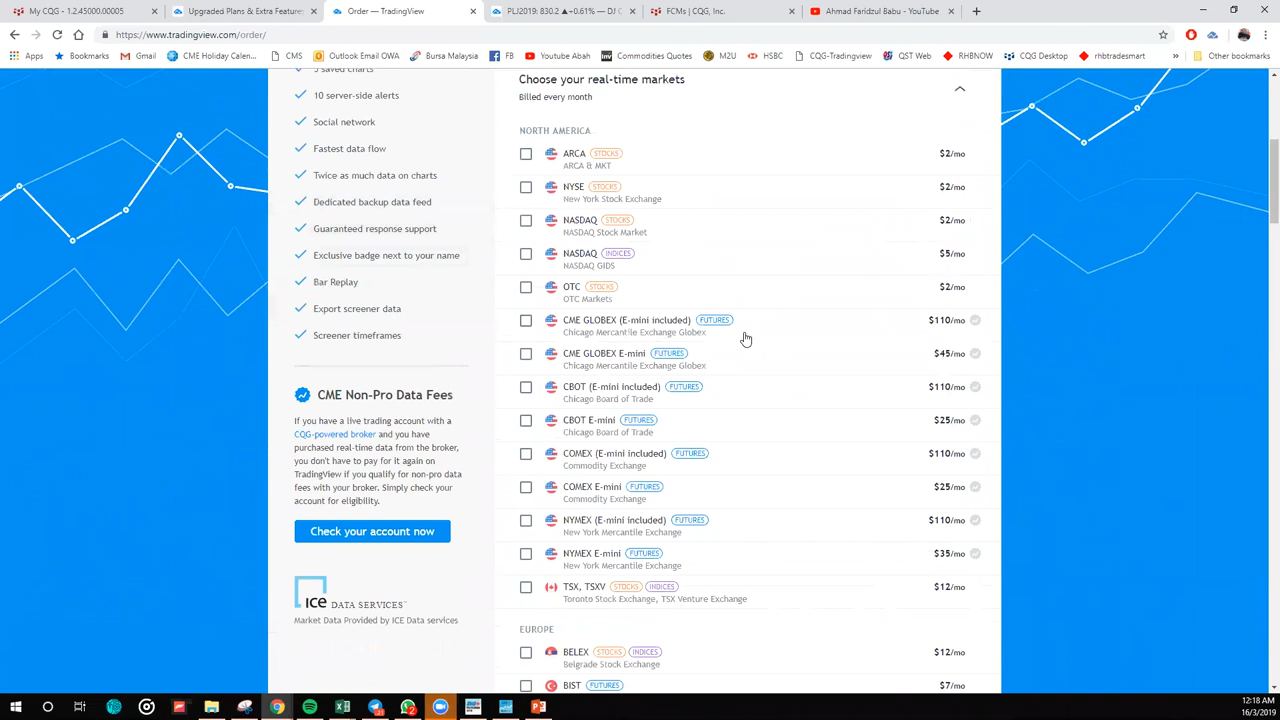 My CQG - 1.2.45000.00005
Upgraded Plans & Extra Feature
Order — TradingView
PLJ2019: 830.2 ▲+0.61% — DJ C
FCMs | CQG, Inc.
Ahmad Faridzul Babu - YouTube
https://www.tradingview.com/order/
Apps
Bookmarks
Gmail
CME Holiday Calen...
CMS
Outlook Email OWA
Bursa Malaysia
FB
Youtube Abah
Commodities Quotes
M2U
HSBC
CQG-Tradingview
RHBNOW
QST Web
CQG Desktop
rhbtradesmart
»
Other bookmarks
5 saved charts
10 server-side alerts
Social network
Fastest data flow
Twice as much data on charts
Dedicated backup data feed
Guaranteed response support
Exclusive badge next to your name
Bar Replay
Export screener data
Screener timeframes
CME Non-Pro Data Fees
If you have a live trading account with a
CQG-powered broker and you have
purchased real-time data from the broker,
you don't have to pay for it again on
TradingView if you qualify for non-pro data
fees with your broker. Simply check your
account for eligibility.
Check your account now
ice DATA SERVICES™
Market Data Provided by ICE Data services
Choose your real-time markets
Billed every month
NORTH AMERICA
ARCA STOCKS $2/mo
ARCA & MKT
NYSE STOCKS $2/mo
New York Stock Exchange
NASDAQ STOCKS $2/mo
NASDAQ Stock Market
NASDAQ INDICES $5/mo
NASDAQ GIDS
OTC STOCKS $2/mo
OTC Markets
CME GLOBEX (E-mini included) FUTURES $110/mo
Chicago Mercantile Exchange Globex
CME GLOBEX E-mini FUTURES $45/mo
Chicago Mercantile Exchange Globex
CBOT (E-mini included) FUTURES $110/mo
Chicago Board of Trade
CBOT E-mini FUTURES $25/mo
Chicago Board of Trade
COMEX (E-mini included) FUTURES $110/mo
Commodity Exchange
COMEX E-mini FUTURES $25/mo
Commodity Exchange
NYMEX (E-mini included) FUTURES $110/mo
New York Mercantile Exchange
NYMEX E-mini FUTURES $35/mo
New York Mercantile Exchange
TSX, TSXV STOCKS INDICES $12/mo
Toronto Stock Exchange, TSX Venture Exchange
EUROPE
BELEX STOCKS INDICES $12/mo
Belgrade Stock Exchange
BIST FUTURES $7/mo
12:18 AM
16/3/2019